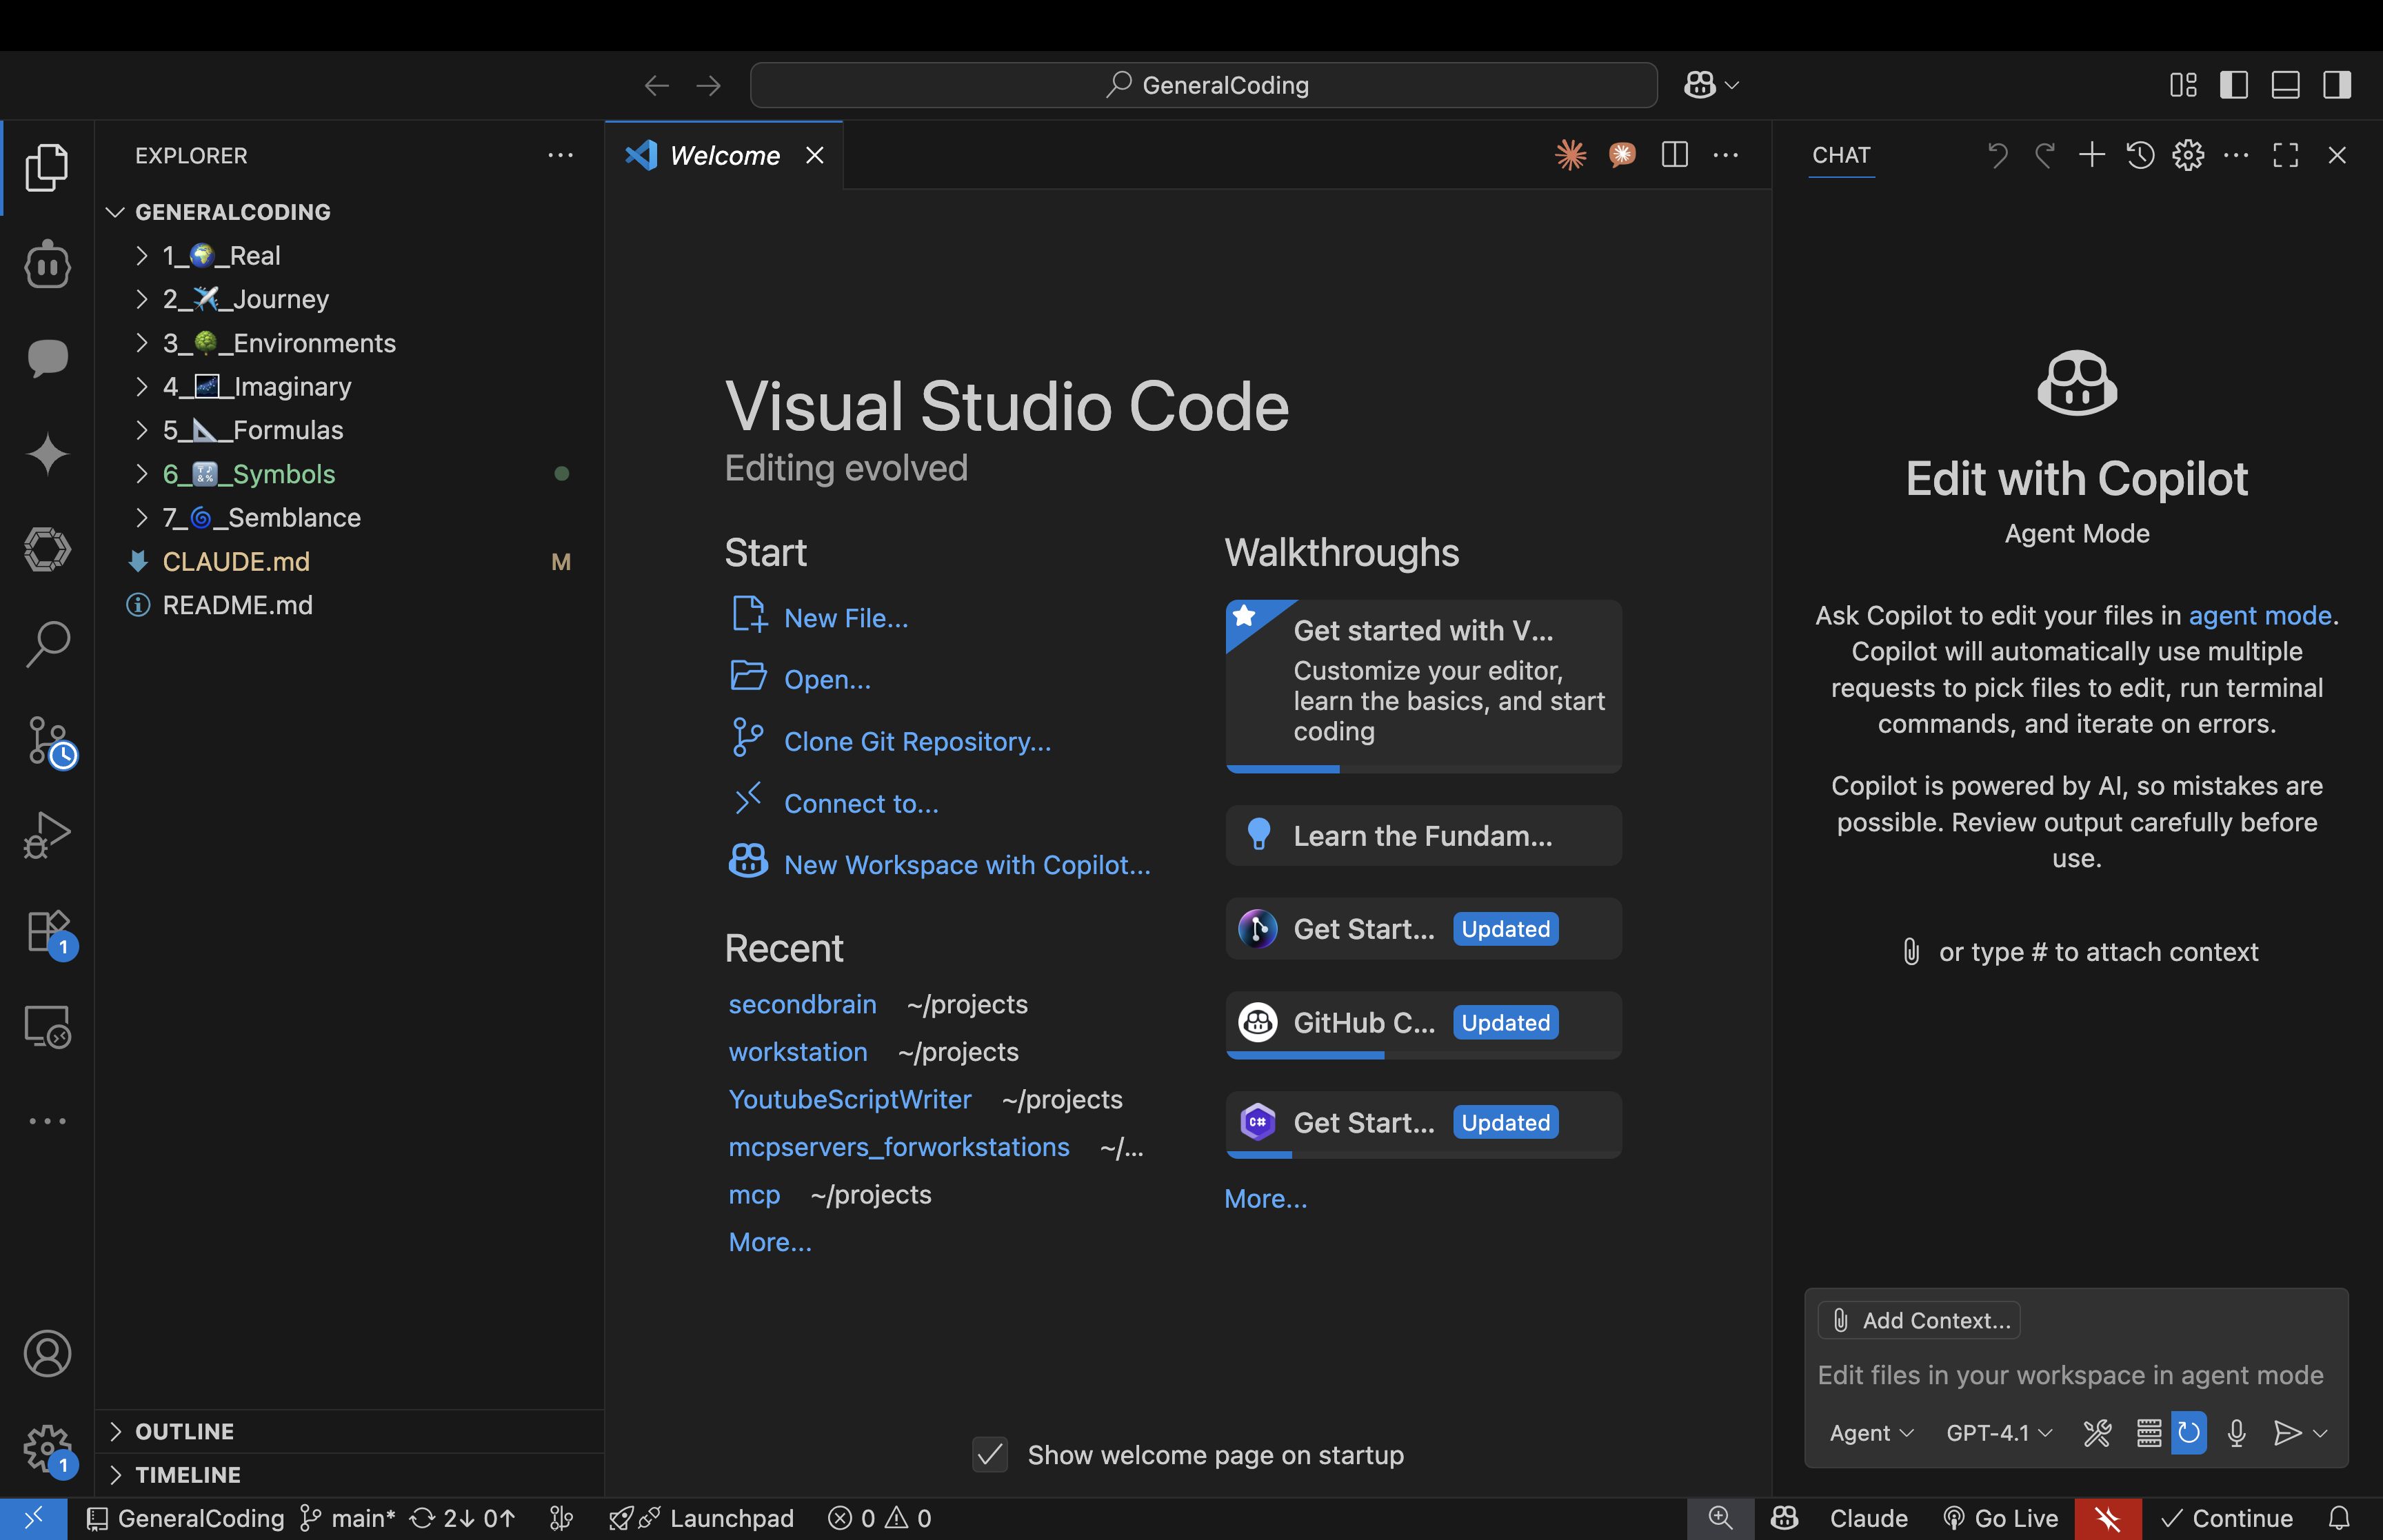 GeneralCoding
EXPLORER
GENERALCODING
1_🌍_Real
2_✈️_Journey
3_🌳_Environments
4_🌌_Imaginary
5_📐_Formulas
6_🔣_Symbols
7_🌀_Semblance
CLAUDE.md M
README.md
OUTLINE
TIMELINE
Welcome
Visual Studio Code
Editing evolved
Start
New File...
Open...
Clone Git Repository...
Connect to...
New Workspace with Copilot...
Recent
secondbrain ~/projects
workstation ~/projects
YoutubeScriptWriter ~/projects
mcpservers_forworkstations ~/...
mcp ~/projects
More...
Walkthroughs
Get started with V...
Customize your editor,
learn the basics, and start
coding
Learn the Fundam...
Get Start... Updated
GitHub C... Updated
C#
Get Start... Updated
More...
Show welcome page on startup
CHAT
Edit with Copilot
Agent Mode
Ask Copilot to edit your files in agent mode.
Copilot will automatically use multiple
requests to pick files to edit, run terminal
commands, and iterate on errors.
Copilot is powered by AI, so mistakes are
possible. Review output carefully before
use.
or type # to attach context
Add Context...
Edit files in your workspace in agent mode
Agent GPT-4.1
1
1
GeneralCoding main* 2↓ 0↑ Launchpad 0 0 Claude Go Live Continue